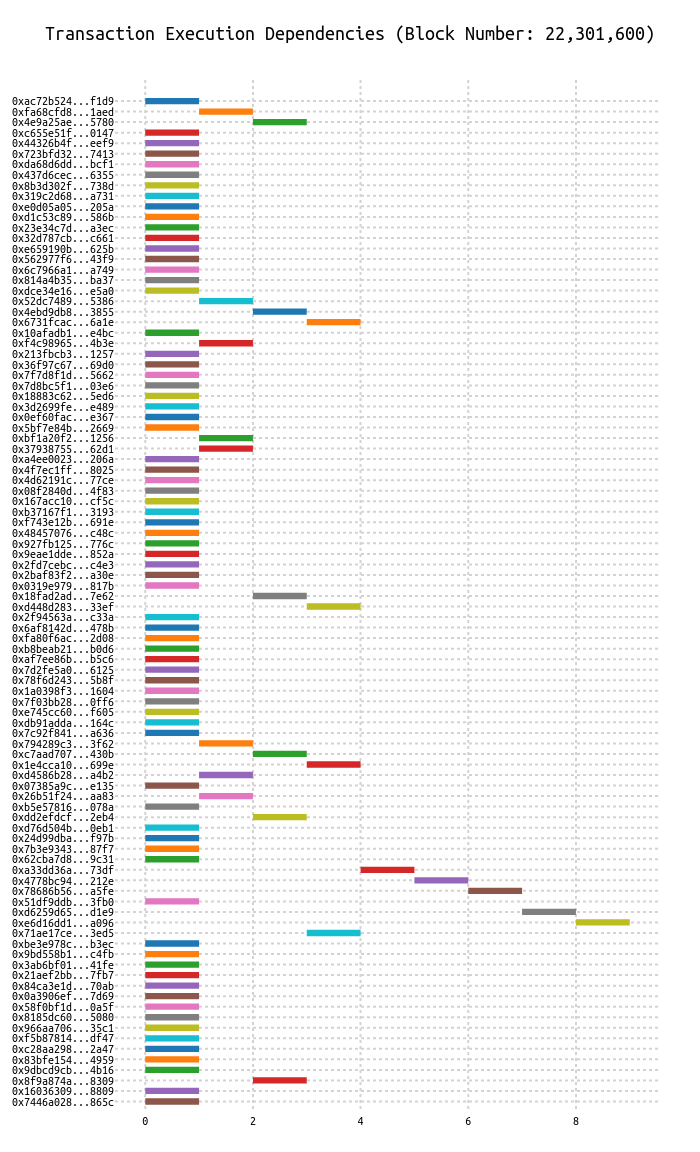 Transaction Execution Dependencies (Block Number: 22,301,600)
0xac72b524...f1d9
0xfa68cfd8...1aed
0x4e9a25ae...5780
0xc655e51f...0147
0x44326b4f...eef9
0x723bfd32...7413
0xda68d6dd...bcf1
0x437d6cec...6355
0x8b3d302f...738d
0x319c2d68...a731
0xe0d05a05...205a
0xd1c53c89...586b
0x23e34c7d...a3ec
0x32d787cb...c661
0xe659190b...625b
0x562977f6...43f9
0x6c7966a1...a749
0x814a4b35...ba37
0xdce34e16...e5a0
0x52dc7489...5386
0x4ebd9db8...3855
0x6731fcac...6a1e
0x10afadb1...e4bc
0xf4c98965...4b3e
0x213fbcb3...1257
0x36f97c67...69d0
0x7f7d8f1d...5662
0x7d8bc5f1...03e6
0x18883c62...5ed6
0x3d2699fe...e489
0x0ef60fac...e367
0x5bf7e84b...2669
0xbf1a20f2...1256
0x37938755...62d1
0xa4ee0023...206a
0x4f7ec1ff...8025
0x4d62191c...77ce
0x08f2840d...4f83
0x167acc10...cf5c
0xb37167f1...3193
0xf743e12b...691e
0x48457076...c48c
0x927fb125...776c
0x9eae1dde...852a
0x2fd7cebc...c4e3
0x2baf83f2...a30e
0x0319e979...817b
0x18fad2ad...7e62
0xd448d283...33ef
0x2f94563a...c33a
0x6af8142d...478b
0xfa80f6ac...2d08
0xb8beab21...b0d6
0xaf7ee86b...b5c6
0x7d2fe5a0...6125
0x78f6d243...5b8f
0x1a0398f3...1604
0x7f03bb28...0ff6
0xe745cc60...f605
0xdb91adda...164c
0x7c92f841...a636
0x794289c3...3f62
0xc7aad707...430b
0x1e4cca10...699e
0xd4586b28...a4b2
0x07385a9c...e135
0x26b51f24...aa83
0xb5e57816...078a
0xdd2efdcf...2eb4
0xd76d504b...0eb1
0x24d99dba...f97b
0x7b3e9343...87f7
0x62cba7d8...9c31
0xa33dd36a...73df
0x4778bc94...212e
0x78686b56...a5fe
0x51df9ddb...3fb0
0xd6259d65...d1e9
0xe6d16dd1...a096
0x71ae17ce...3ed5
0xbe3e978c...b3ec
0x9bd558b1...c4fb
0x3ab6bf01...41fe
0x21aef2bb...7fb7
0x84ca3e1d...70ab
0x0a3906ef...7d69
0x58f0bf1d...0a5f
0x8185dc60...5080
0x966aa706...35c1
0xf5b87814...df47
0xc28aa298...2a47
0x83bfe154...4959
0x9dbcd9cb...4b16
0x8f9a874a...8309
0x16036309...8809
0x7446a028...865c
0 2 4 6 8